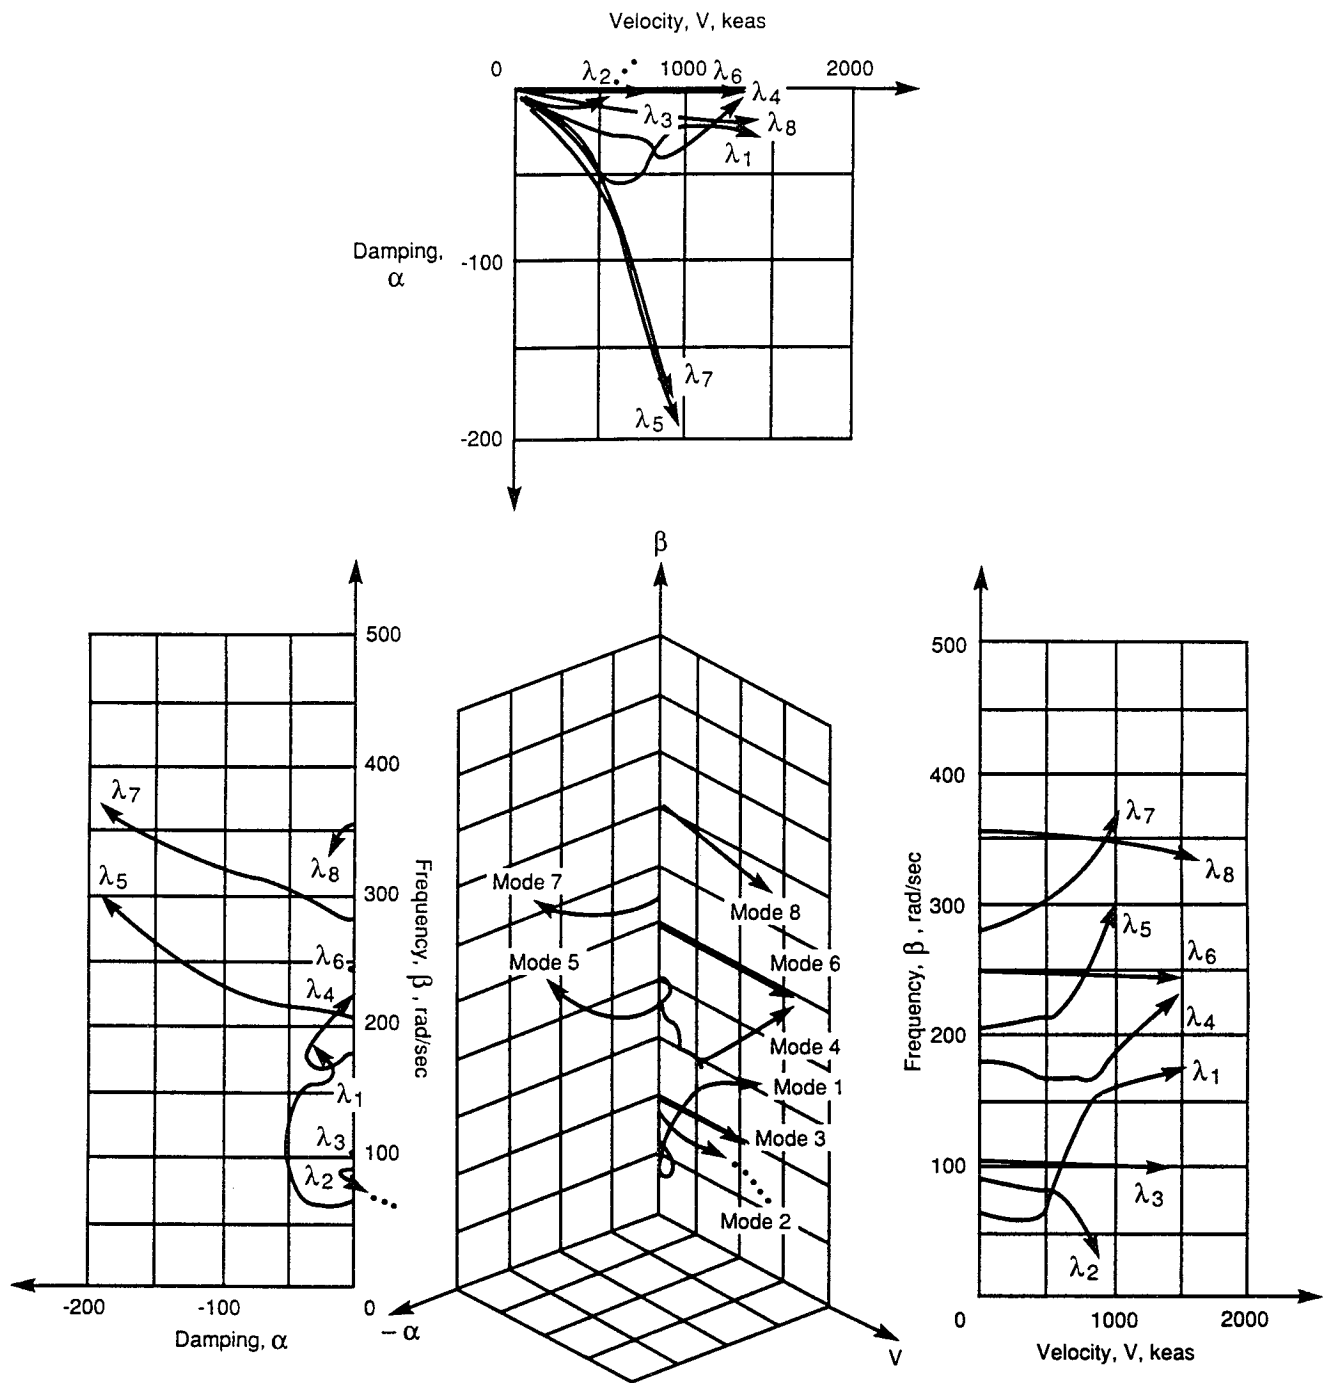 Velocity, V, keas
0
λ2
1000
λ6
2000
λ4
λ3
λ8
λ1
Damping,
α
-100
λ7
λ5
-200
β
500
400
λ7
λ8
λ5
300
λ6
λ4
200
λ1
λ3
100
λ2
-200
-100
0
Damping, α
Frequency, β, rad/sec
Mode 7
Mode 8
Mode 5
Mode 6
Mode 4
Mode 1
Mode 3
Mode 2
– α
V
500
400
λ7
λ8
300
λ5
λ6
λ4
200
λ1
100
λ3
λ2
0
1000
2000
Velocity, V, keas
Frequency, β, rad/sec